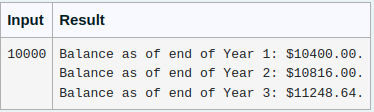 Input Result
10000 Balance as of end of Year 1: $10400.00.
Balance as of end of Year 2: $10816.00.
Balance as of end of Year 3: $11248.64.